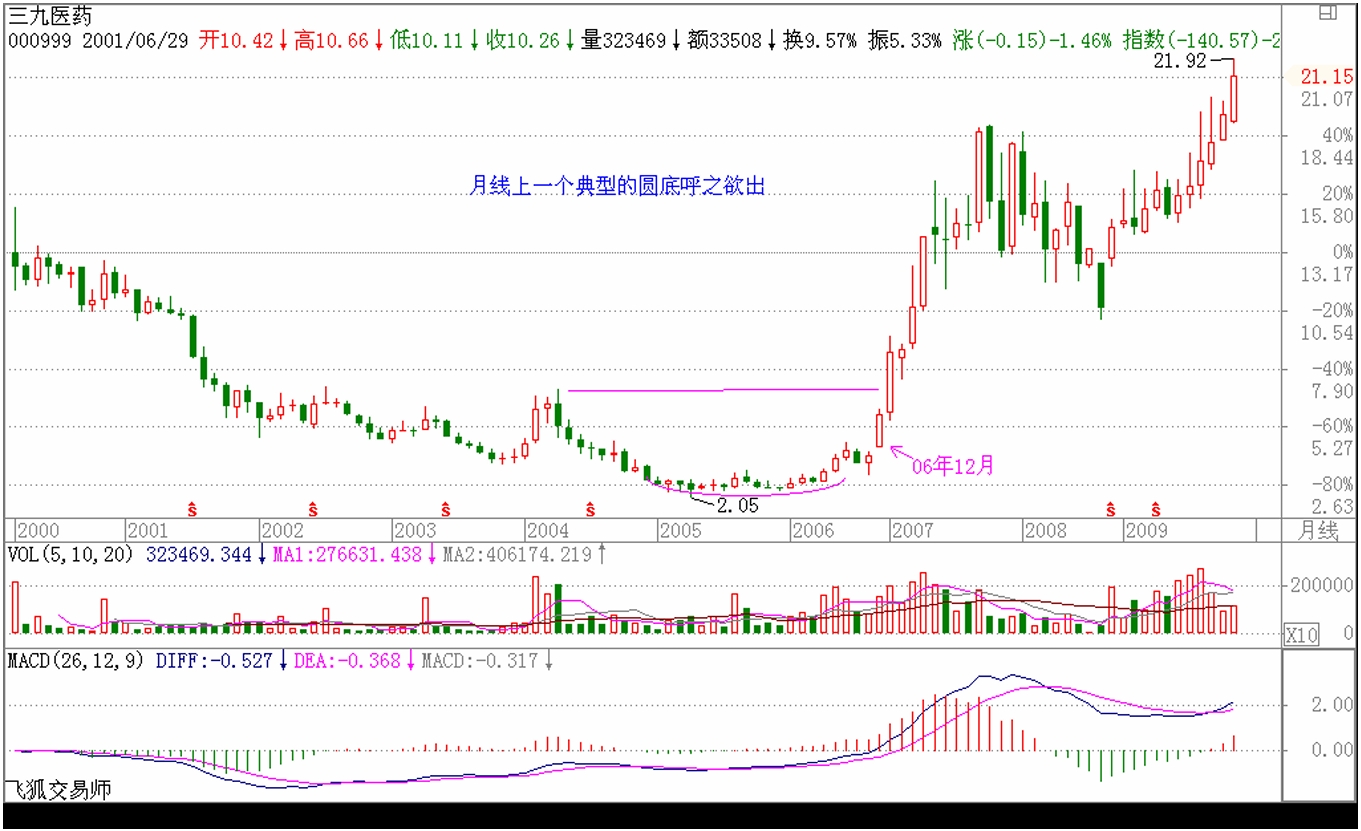 三九医药
000999 2001/06/29 开10.42↓高10.66↓低10.11↓收10.26↓量323469↓额33508↓换9.57% 振5.33% 涨(-0.15)-1.46% 指数(-140.57)-2
21.92
21.15
21.07
40%
18.44
月线上一个典型的圆底呼之欲出
20%
15.80
0%
13.17
-20%
10.54
-40%
7.90
-60%
5.27
06年12月
-80%
2.05
2.63
ŝ ŝ ŝ ŝ ŝ ŝ
2000 2001 2002 2003 2004 2005 2006 2007 2008 2009 月线
VOL(5,10,20) 323469.344↓MA1:276631.438↓MA2:406174.219↑
200000
0
X10
MACD(26,12,9) DIFF:-0.527↓DEA:-0.368↓MACD:-0.317↓
2.00
0.00
飞狐交易师